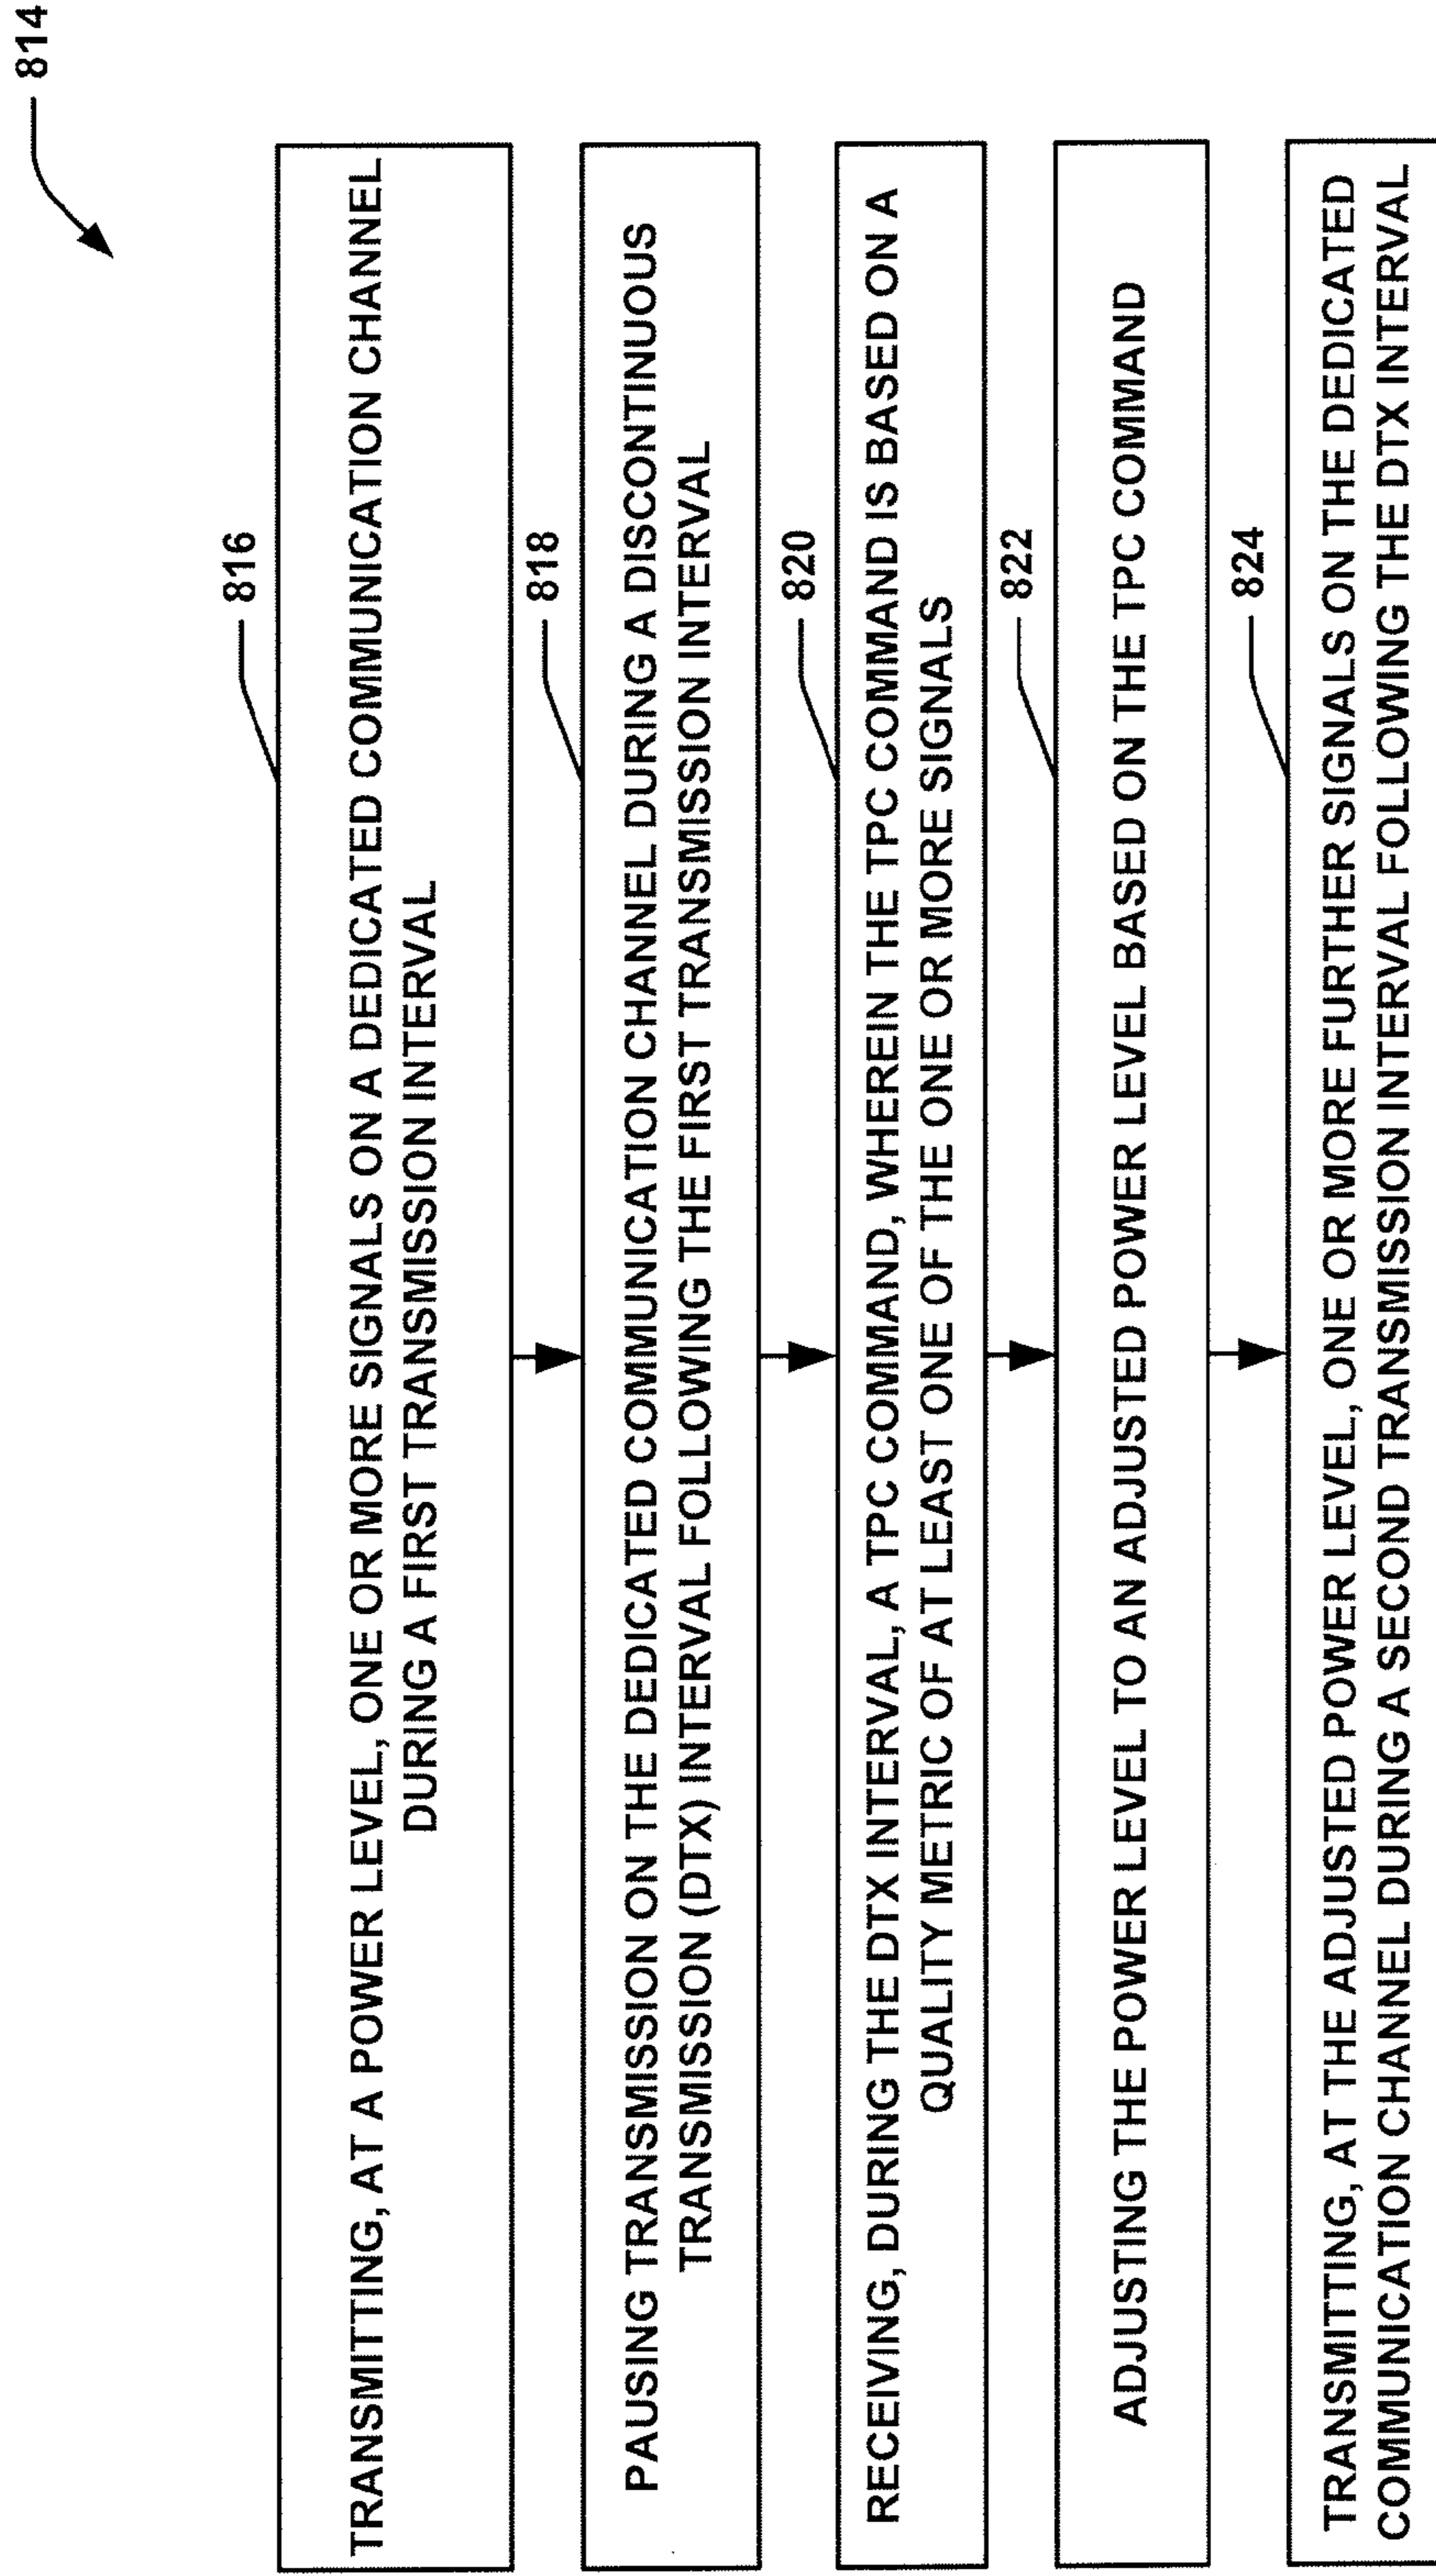 814
816
TRANSMITTING, AT A POWER LEVEL, ONE OR MORE SIGNALS ON A DEDICATED COMMUNICATION CHANNEL
DURING A FIRST TRANSMISSION INTERVAL
818
PAUSING TRANSMISSION ON THE DEDICATED COMMUNICATION CHANNEL DURING A DISCONTINUOUS
TRANSMISSION (DTX) INTERVAL FOLLOWING THE FIRST TRANSMISSION INTERVAL
820
RECEIVING, DURING THE DTX INTERVAL, A TPC COMMAND, WHEREIN THE TPC COMMAND IS BASED ON A
QUALITY METRIC OF AT LEAST ONE OF THE ONE OR MORE SIGNALS
822
ADJUSTING THE POWER LEVEL TO AN ADJUSTED POWER LEVEL BASED ON THE TPC COMMAND
824
TRANSMITTING, AT THE ADJUSTED POWER LEVEL, ONE OR MORE FURTHER SIGNALS ON THE DEDICATED
COMMUNICATION CHANNEL DURING A SECOND TRANSMISSION INTERVAL FOLLOWING THE DTX INTERVAL